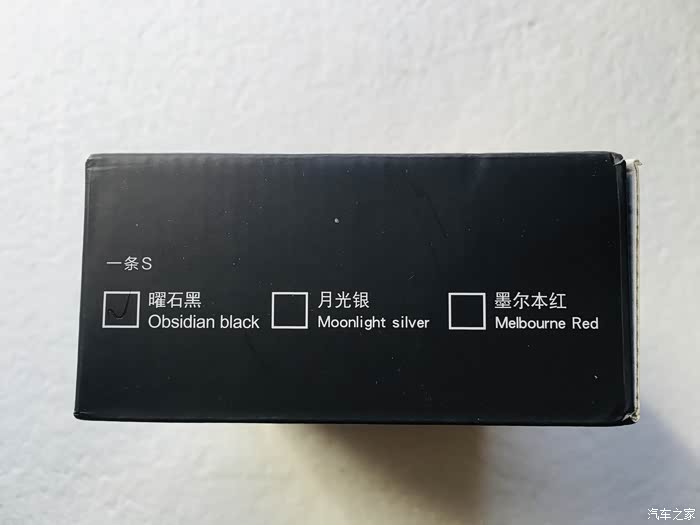 一条S
曜石黑
Obsidian black
月光银
Moonlight silver
墨尔本红
Melbourne Red
汽车之家